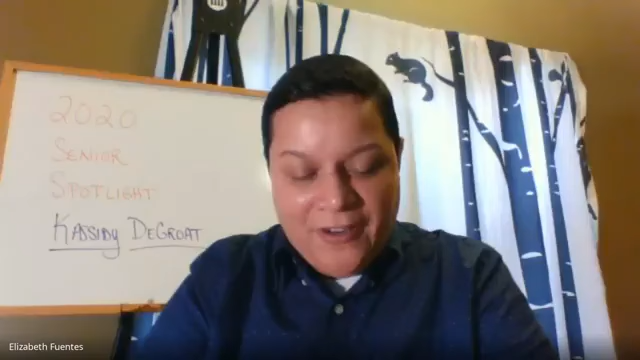 2020
SENIOR
SPOTLIGHT
KASSIDY DEGROAT
Elizabeth Fuentes